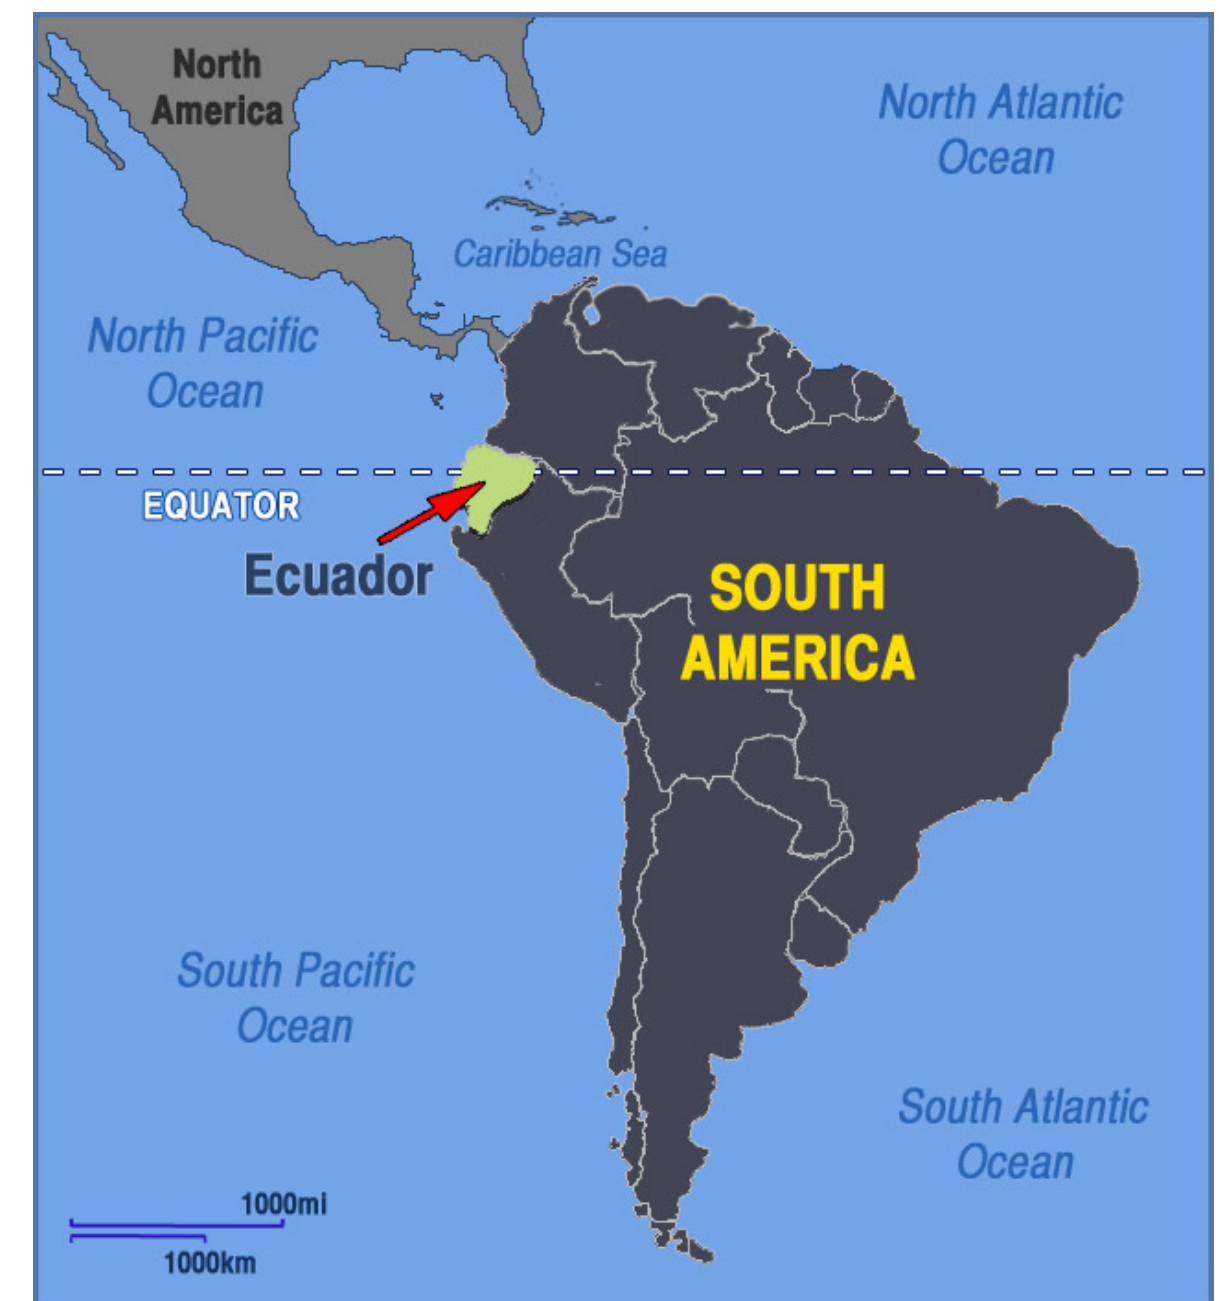 North
America
North Atlantic
Ocean
Caribbean Sea
North Pacific
Ocean
EQUATOR
Ecuador
SOUTH
AMERICA
South Pacific
Ocean
South Atlantic
Ocean
1000mi
1000km